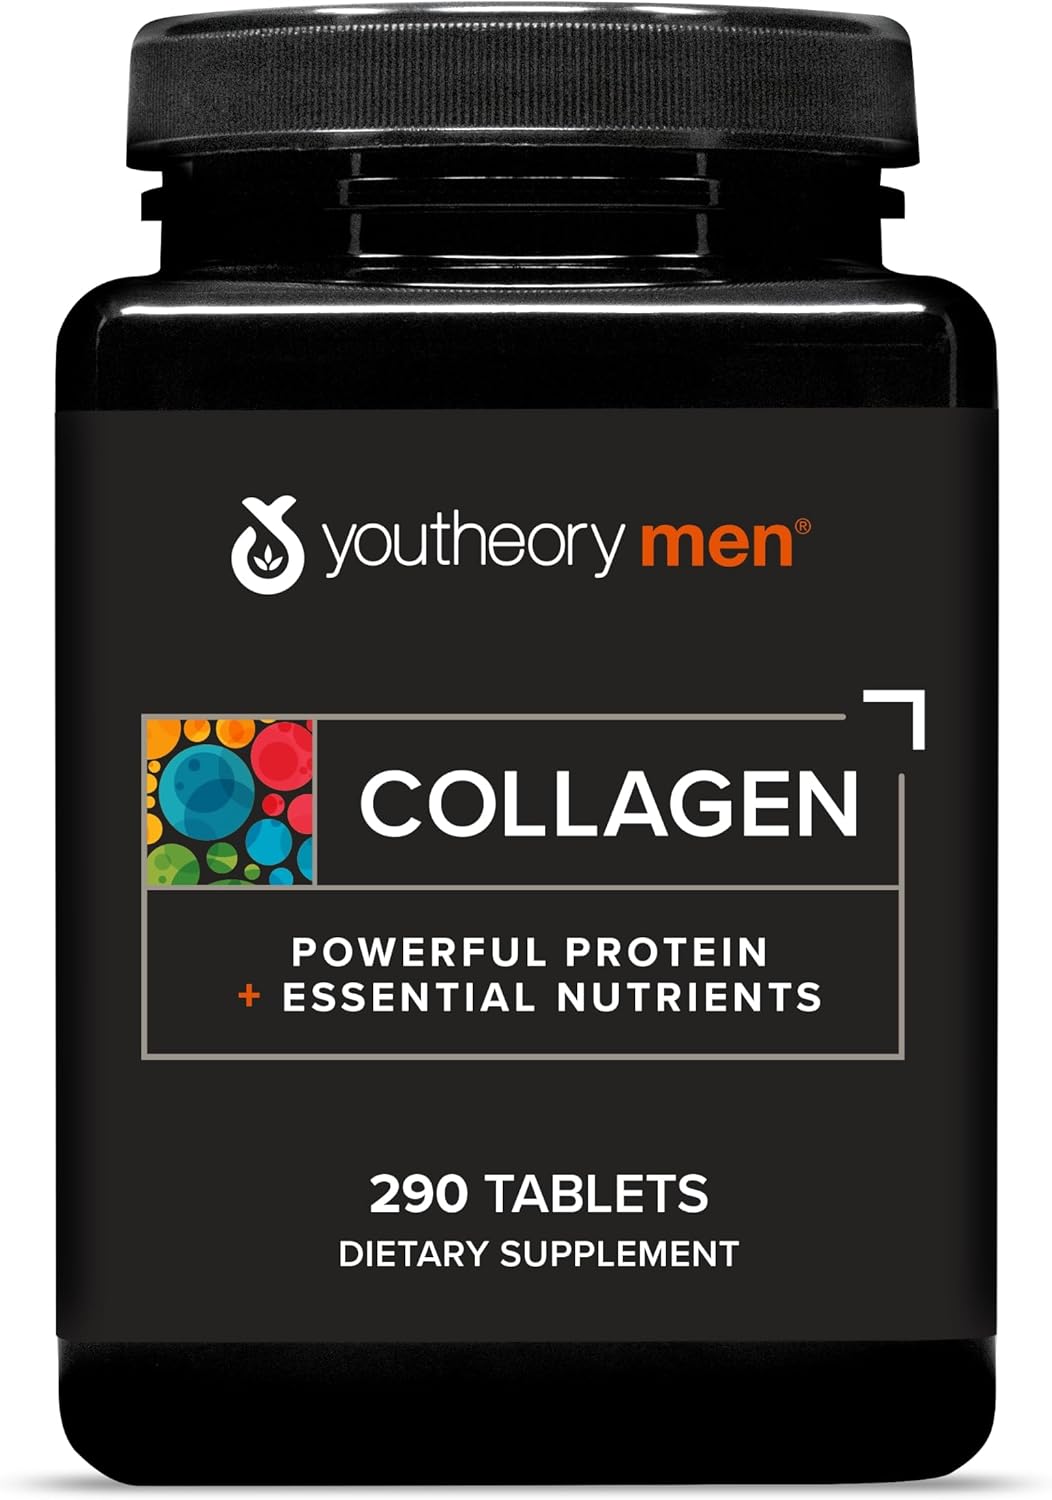 youtheory men®
COLLAGEN
POWERFUL PROTEIN
+ ESSENTIAL NUTRIENTS
290 TABLETS
DIETARY SUPPLEMENT